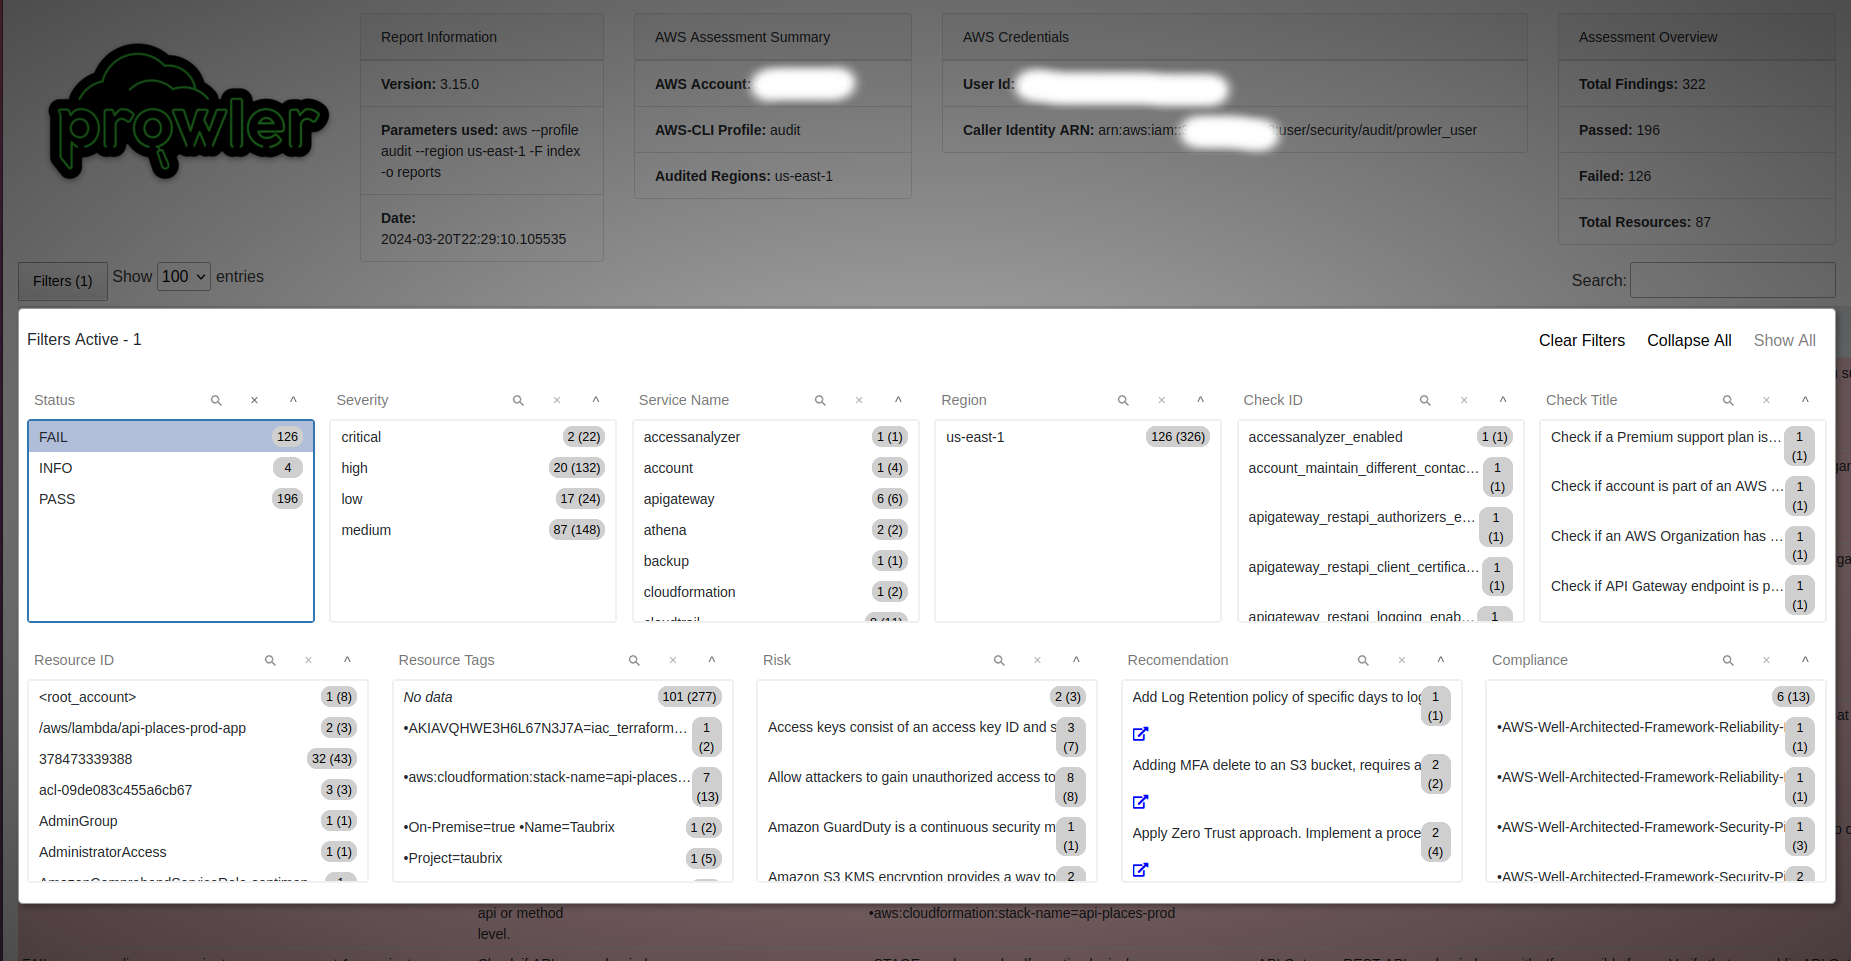 prowler
Report Information
Version: 3.15.0
Parameters used: aws --profile
audit --region us-east-1 -F index
-o reports
Date:
2024-03-20T22:29:10.105535
AWS Assessment Summary
AWS Account:
AWS-CLI Profile: audit
Audited Regions: us-east-1
AWS Credentials
User Id:
Caller Identity ARN: arn:aws:iam:: :user/security/audit/prowler_user
Assessment Overview
Total Findings: 322
Passed: 196
Failed: 126
Total Resources: 87
Filters (1) Show 100 entries
Search:
Filters Active - 1
Clear Filters Collapse All Show All
Status
FAIL 126
INFO 4
PASS 196
Severity
critical 2 (22)
high 20 (132)
low 17 (24)
medium 87 (148)
Service Name
accessanalyzer 1 (1)
account 1 (4)
apigateway 6 (6)
athena 2 (2)
backup 1 (1)
cloudformation 1 (2)
cloudtrail 8 (11)
Region
us-east-1 126 (326)
Check ID
accessanalyzer_enabled 1 (1)
account_maintain_different_contac... 1 (1)
apigateway_restapi_authorizers_e... 1 (1)
apigateway_restapi_client_certifica... 1 (1)
apigateway_restapi_logging_enab... 1
Check Title
Check if a Premium support plan is... 1 (1)
Check if account is part of an AWS ... 1 (1)
Check if an AWS Organization has ... 1 (1)
Check if API Gateway endpoint is p... 1 (1)
Resource ID
<root_account> 1 (8)
/aws/lambda/api-places-prod-app 2 (3)
378473339388 32 (43)
acl-09de083c455a6cb67 3 (3)
AdminGroup 1 (1)
AdministratorAccess 1 (1)
Resource Tags
No data 101 (277)
•AKIAVQHWE3H6L67N3J7A=iac_terraform... 1 (2)
•aws:cloudformation:stack-name=api-places... 7 (13)
•On-Premise=true •Name=Taubrix 1 (2)
•Project=taubrix 1 (5)
Risk
2 (3)
Access keys consist of an access key ID and s 3 (7)
Allow attackers to gain unauthorized access to 8 (8)
Amazon GuardDuty is a continuous security m 1 (1)
Amazon S3 KMS encryption provides a way to 2
Recomendation
Add Log Retention policy of specific days to log 1 (1)
Adding MFA delete to an S3 bucket, requires a 2 (2)
Apply Zero Trust approach. Implement a proce 2 (4)
Compliance
6 (13)
•AWS-Well-Architected-Framework-Reliability- 1 (1)
•AWS-Well-Architected-Framework-Reliability- 1 (1)
•AWS-Well-Architected-Framework-Security-Pi 1 (3)
•AWS-Well-Architected-Framework-Security-Pi 2
api or method
level.
•aws:cloudformation:stack-name=api-places-prod